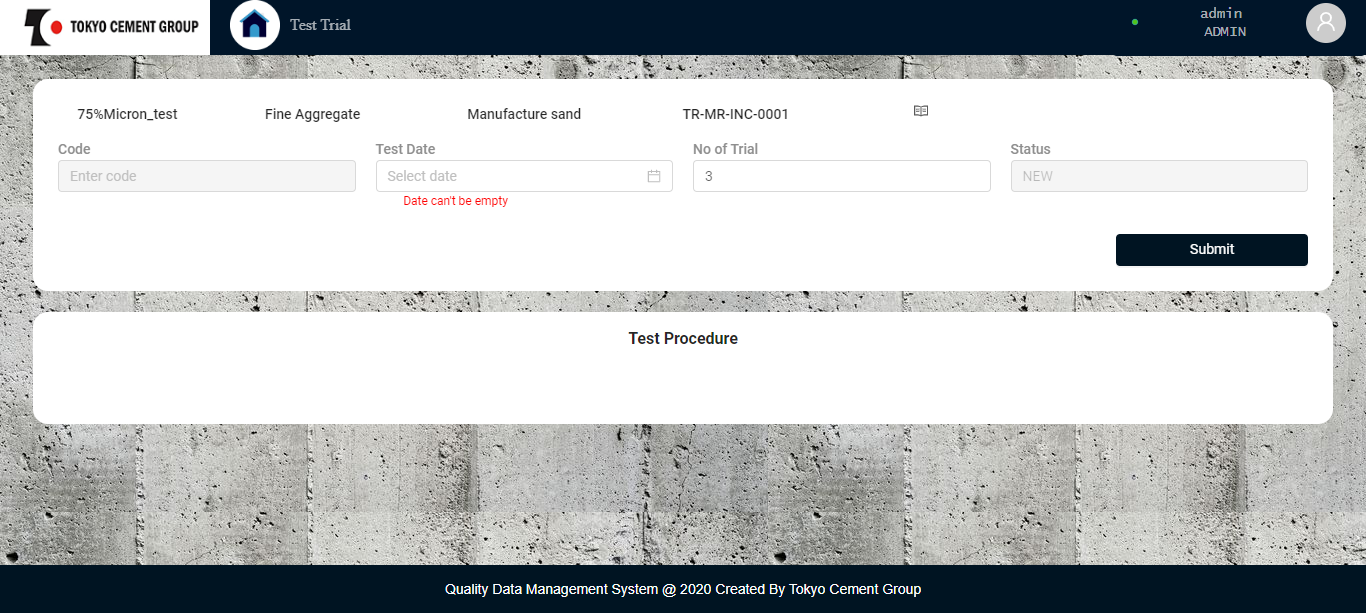 TOKYO CEMENT GROUP
Test Trial
admin
ADMIN
75%Micron_test Fine Aggregate Manufacture sand TR-MR-INC-0001
Code Test Date No of Trial Status
Enter code Select date 3 NEW
Date can't be empty
Submit
Test Procedure
Quality Data Management System @ 2020 Created By Tokyo Cement Group